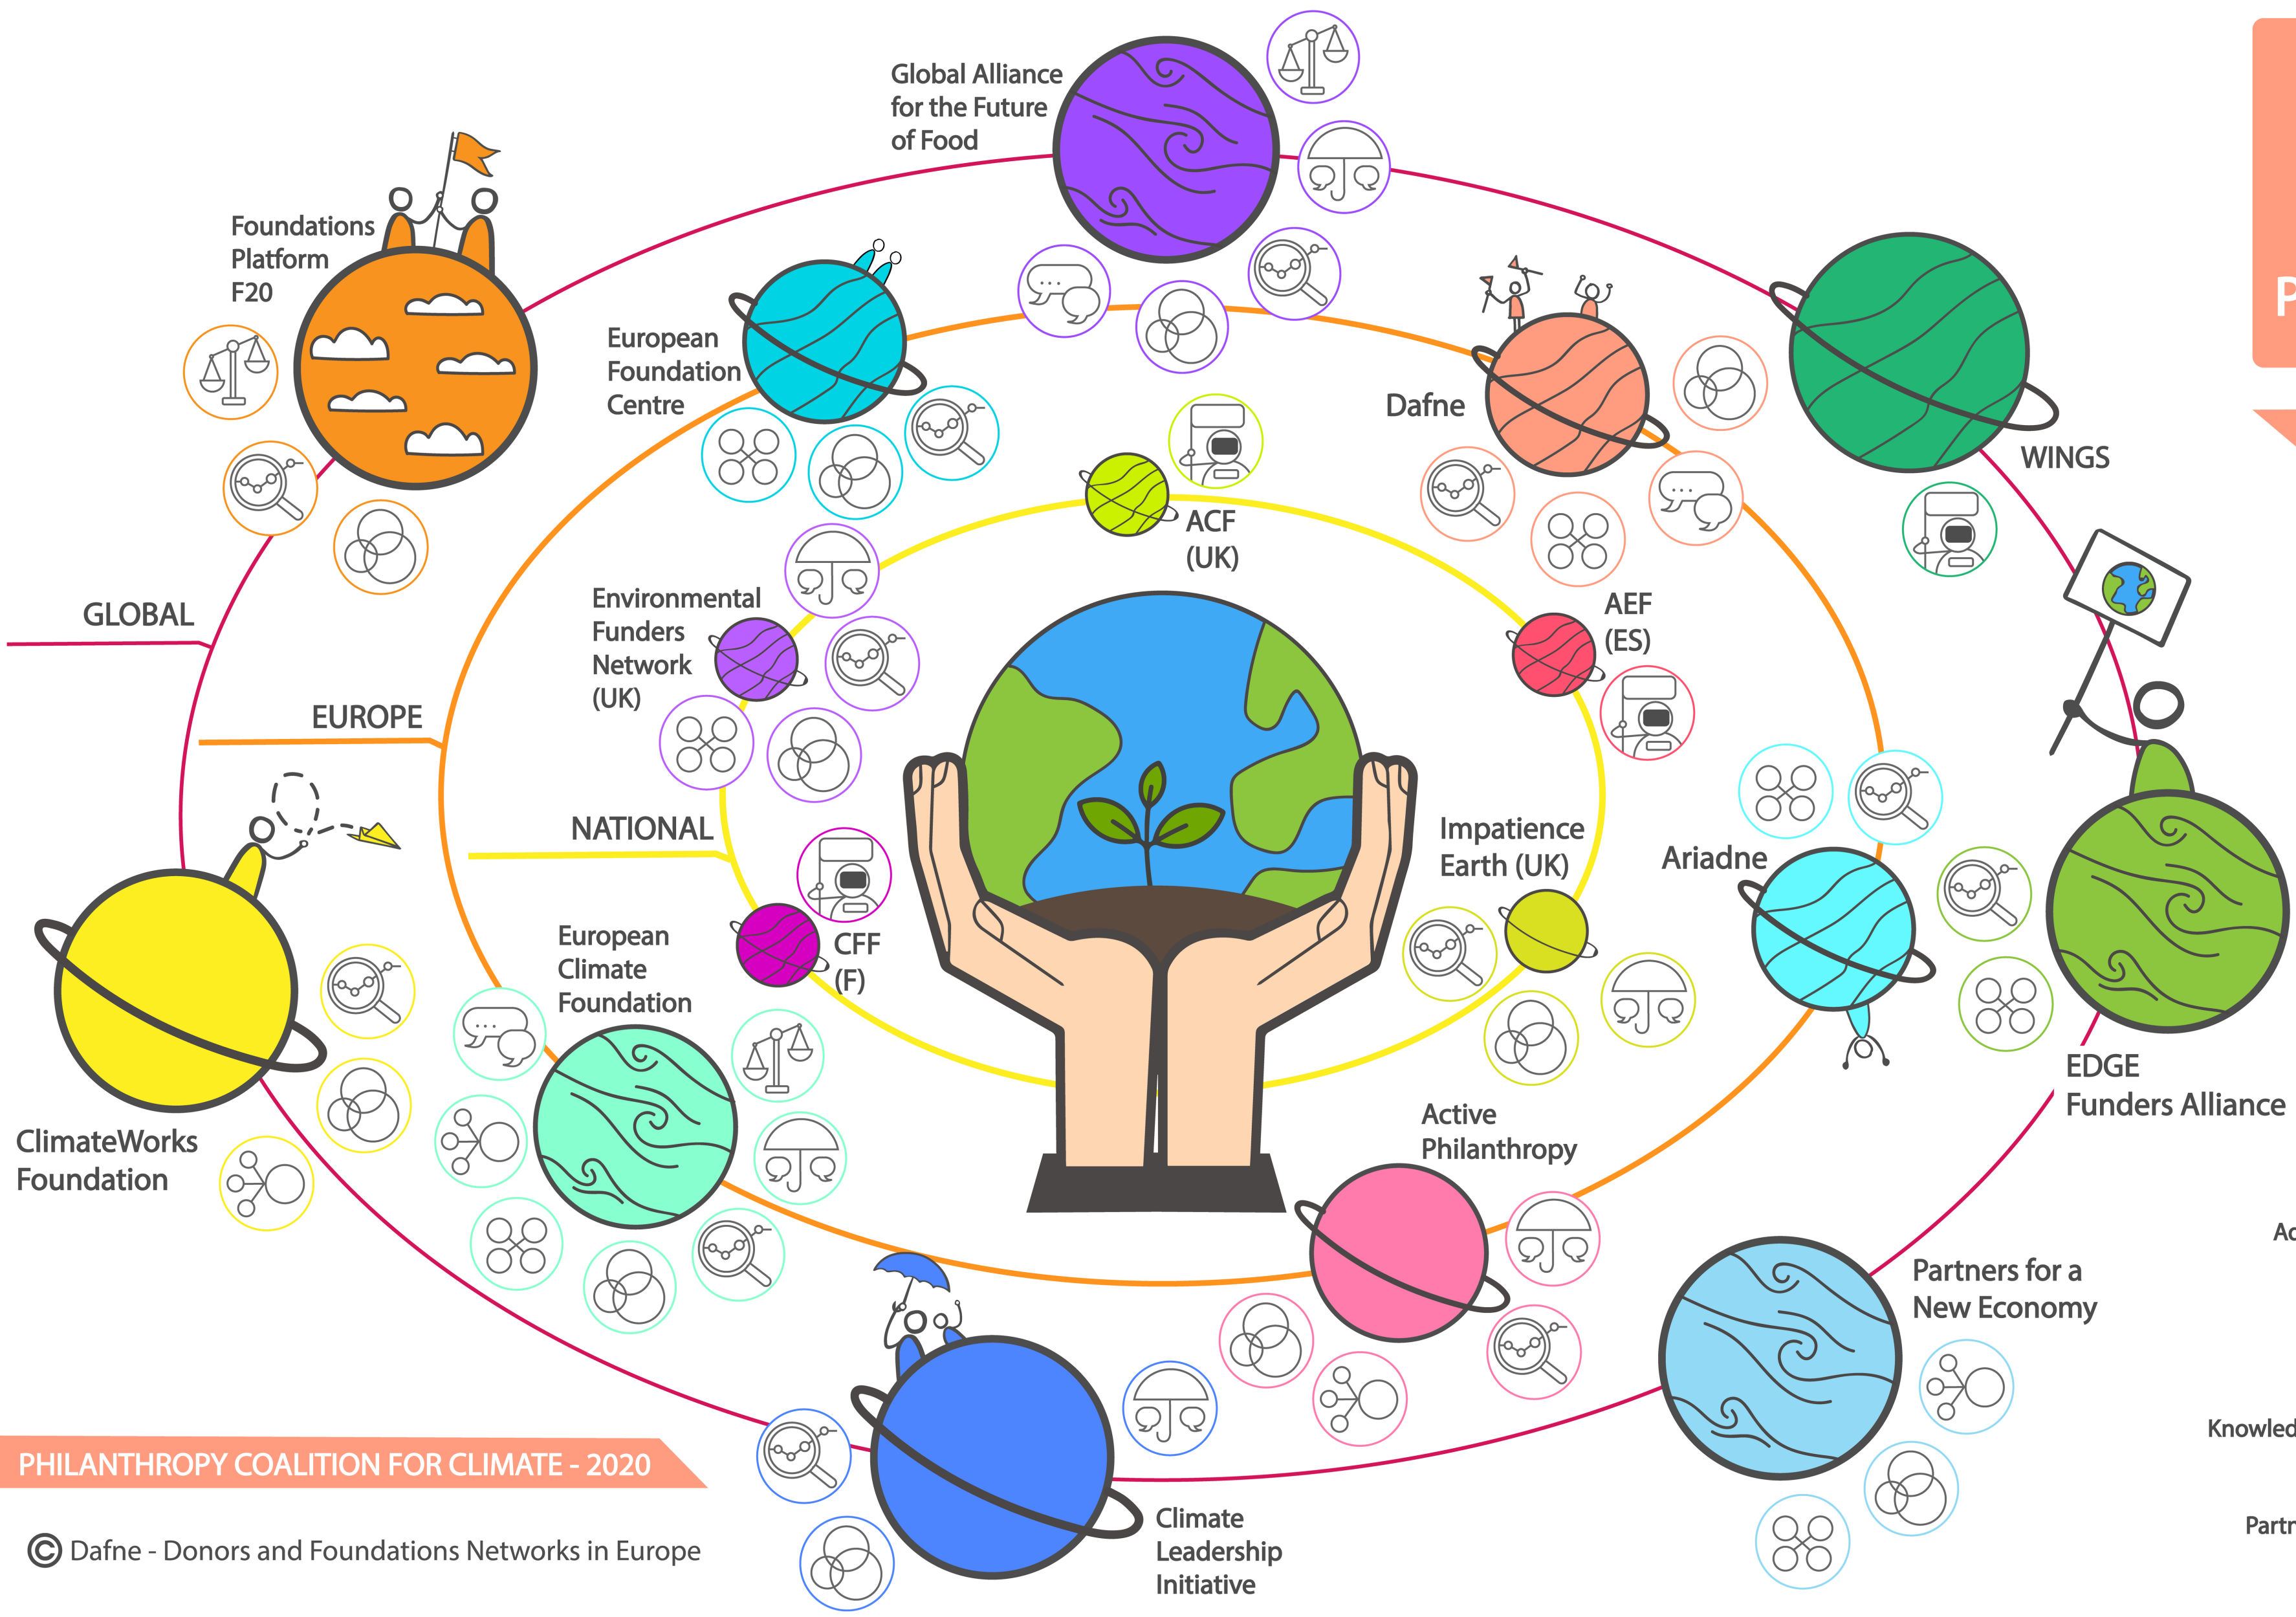 Global Alliance
for the Future
of Food
Foundations
Platform
F20
P
European
Foundation
Centre
Dafne
WINGS
ACF
(UK)
Environmental
Funders
Network
(UK)
AEF
(ES)
GLOBAL
EUROPE
NATIONAL
Impatience
Earth (UK)
Ariadne
CFF
(F)
European
Climate
Foundation
EDGE
Funders Alliance
ClimateWorks
Foundation
Active
Philanthropy
Partners for a
New Economy
PHILANTHROPY COALITION FOR CLIMATE - 2020
© Dafne - Donors and Foundations Networks in Europe
Climate
Leadership
Initiative